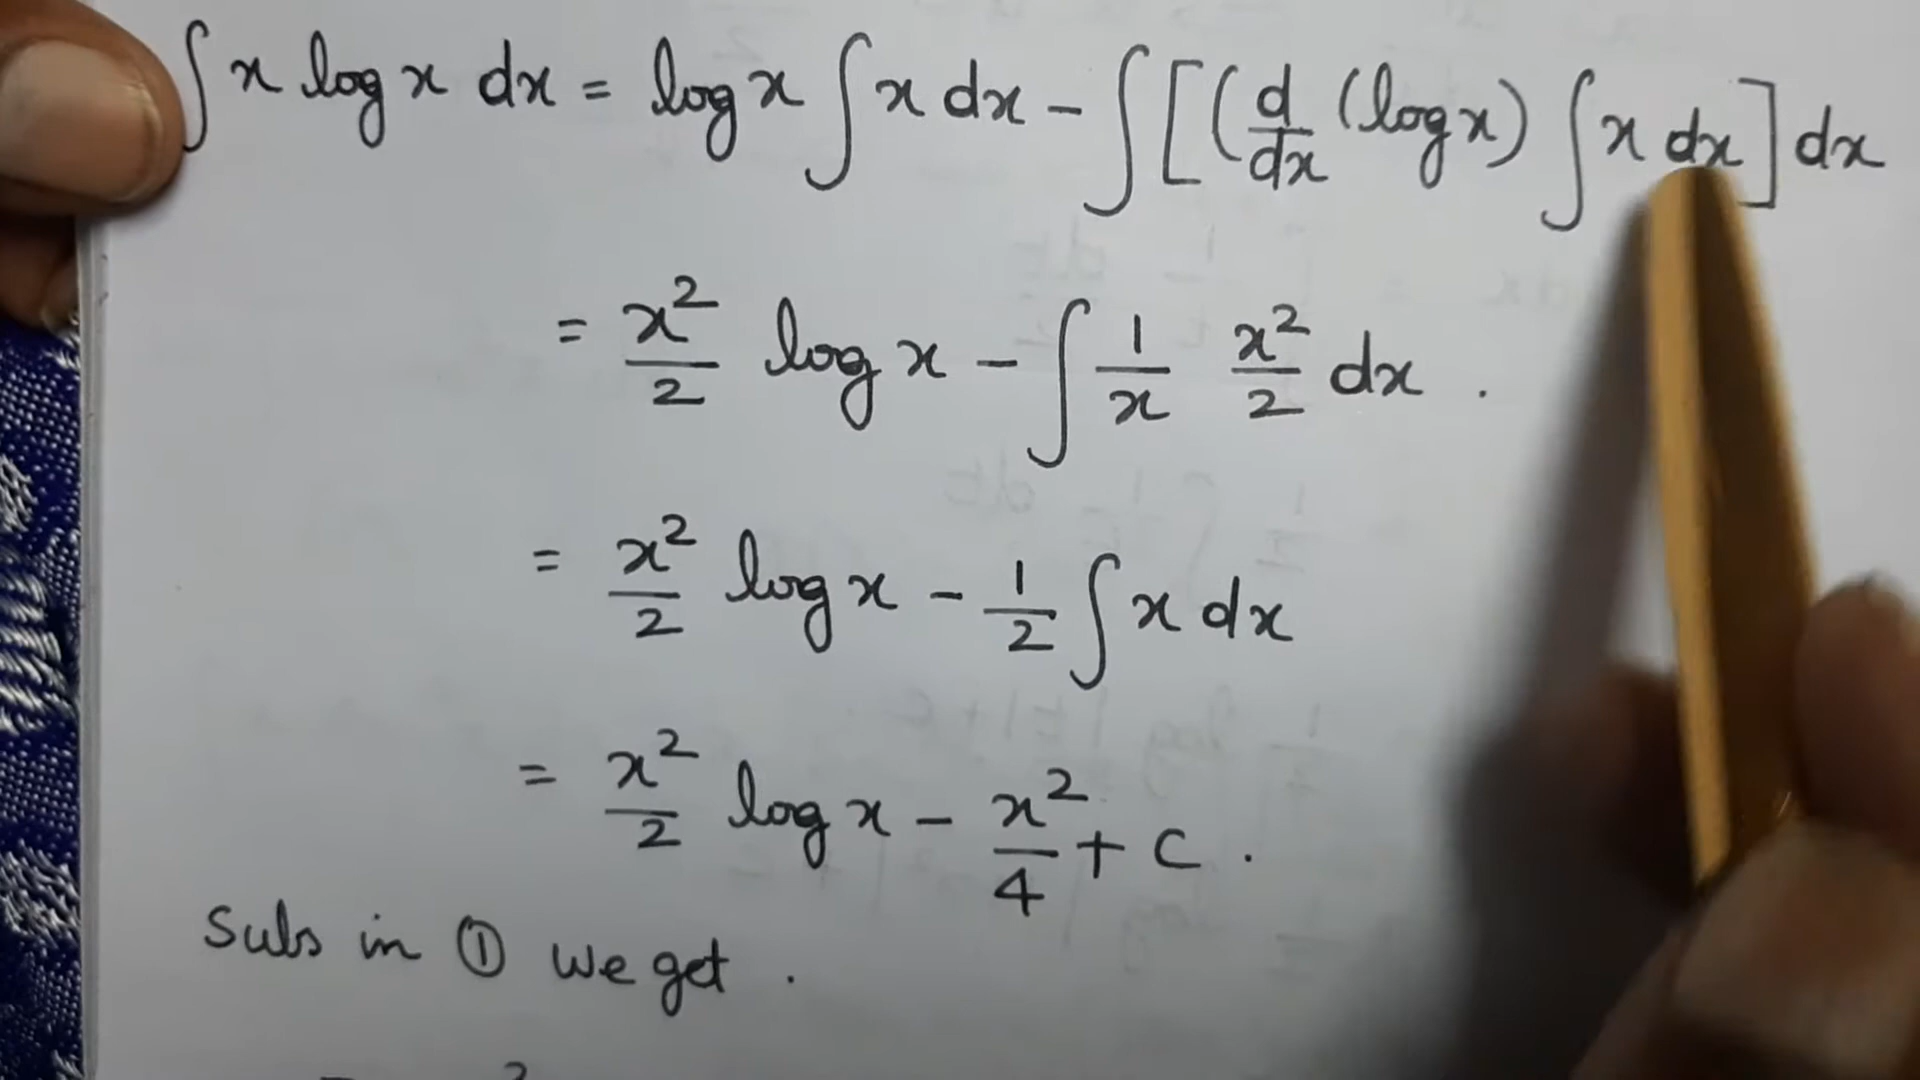 ∫ x log x dx = log x ∫ x dx - ∫ [ ( d/dx (log x) ∫ x dx ] dx
= x²/2 log x - ∫ 1/x x²/2 dx .
= x²/2 log x - 1/2 ∫ x dx
= x²/2 log x - x²/4 + c .
Subs in ① we get .